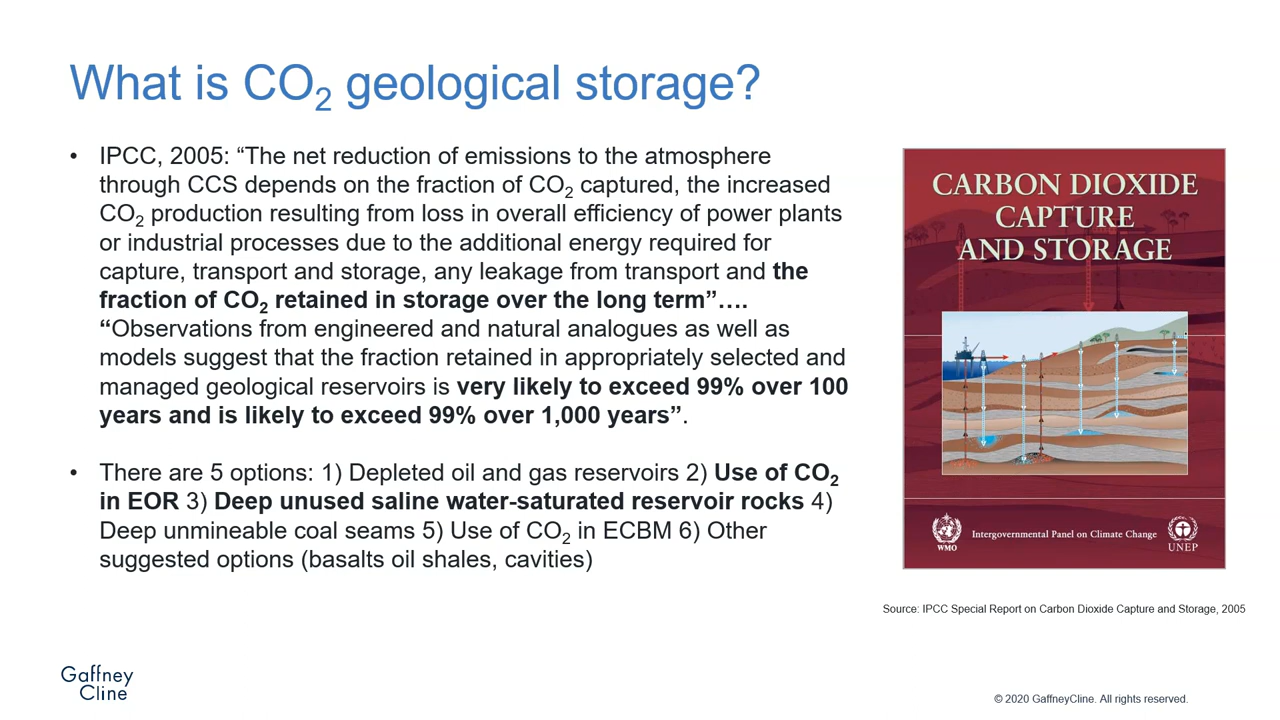 What is CO₂ geological storage?
• IPCC, 2005: “The net reduction of emissions to the atmosphere
through CCS depends on the fraction of CO₂ captured, the increased
CO₂ production resulting from loss in overall efficiency of power plants
or industrial processes due to the additional energy required for
capture, transport and storage, any leakage from transport and the
fraction of CO₂ retained in storage over the long term”….
“Observations from engineered and natural analogues as well as
models suggest that the fraction retained in appropriately selected and
managed geological reservoirs is very likely to exceed 99% over 100
years and is likely to exceed 99% over 1,000 years”.
• There are 5 options: 1) Depleted oil and gas reservoirs 2) Use of CO₂
in EOR 3) Deep unused saline water-saturated reservoir rocks 4)
Deep unmineable coal seams 5) Use of CO₂ in ECBM 6) Other
suggested options (basalts oil shales, cavities)
CARBON DIOXIDE
CAPTURE
AND STORAGE
WMO
Intergovernmental Panel on Climate Change
UNEP
Source: IPCC Special Report on Carbon Dioxide Capture and Storage, 2005
Gaffney
Cline
© 2020 GaffneyCline. All rights reserved.